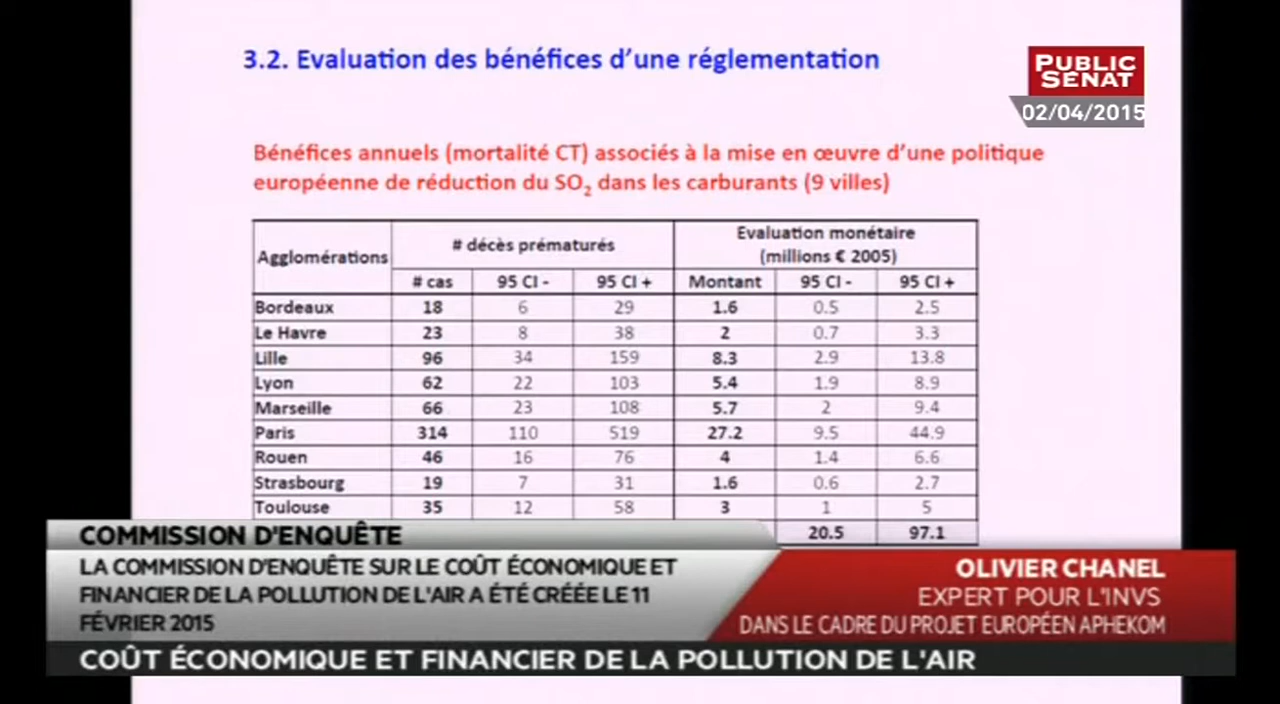 3.2. Evaluation des bénéfices d'une réglementation
PUBLIC
SÉNAT
02/04/2015
Bénéfices annuels (mortalité CT) associés à la mise en œuvre d'une politique
européenne de réduction du SO₂ dans les carburants (9 villes)
Agglomérations # décès prématurés Evaluation monétaire
(millions € 2005)
# cas 95 CI - 95 CI + Montant 95 CI - 95 CI +
Bordeaux 18 6 29 1.6 0.5 2.5
Le Havre 23 8 38 2 0.7 3.3
Lille 96 34 159 8.3 2.9 13.8
Lyon 62 22 103 5.4 1.9 8.9
Marseille 66 23 108 5.7 2 9.4
Paris 314 110 519 27.2 9.5 44.9
Rouen 46 16 76 4 1.4 6.6
Strasbourg 19 7 31 1.6 0.6 2.7
Toulouse 35 12 58 3 1 5
20.5 97.1
COMMISSION D'ENQUÊTE
LA COMMISSION D'ENQUÊTE SUR LE COÛT ÉCONOMIQUE ET
FINANCIER DE LA POLLUTION DE L'AIR A ÉTÉ CRÉÉE LE 11
FÉVRIER 2015
OLIVIER CHANEL
EXPERT POUR L'INVS
DANS LE CADRE DU PROJET EUROPÉEN APHEKOM
COÛT ÉCONOMIQUE ET FINANCIER DE LA POLLUTION DE L'AIR